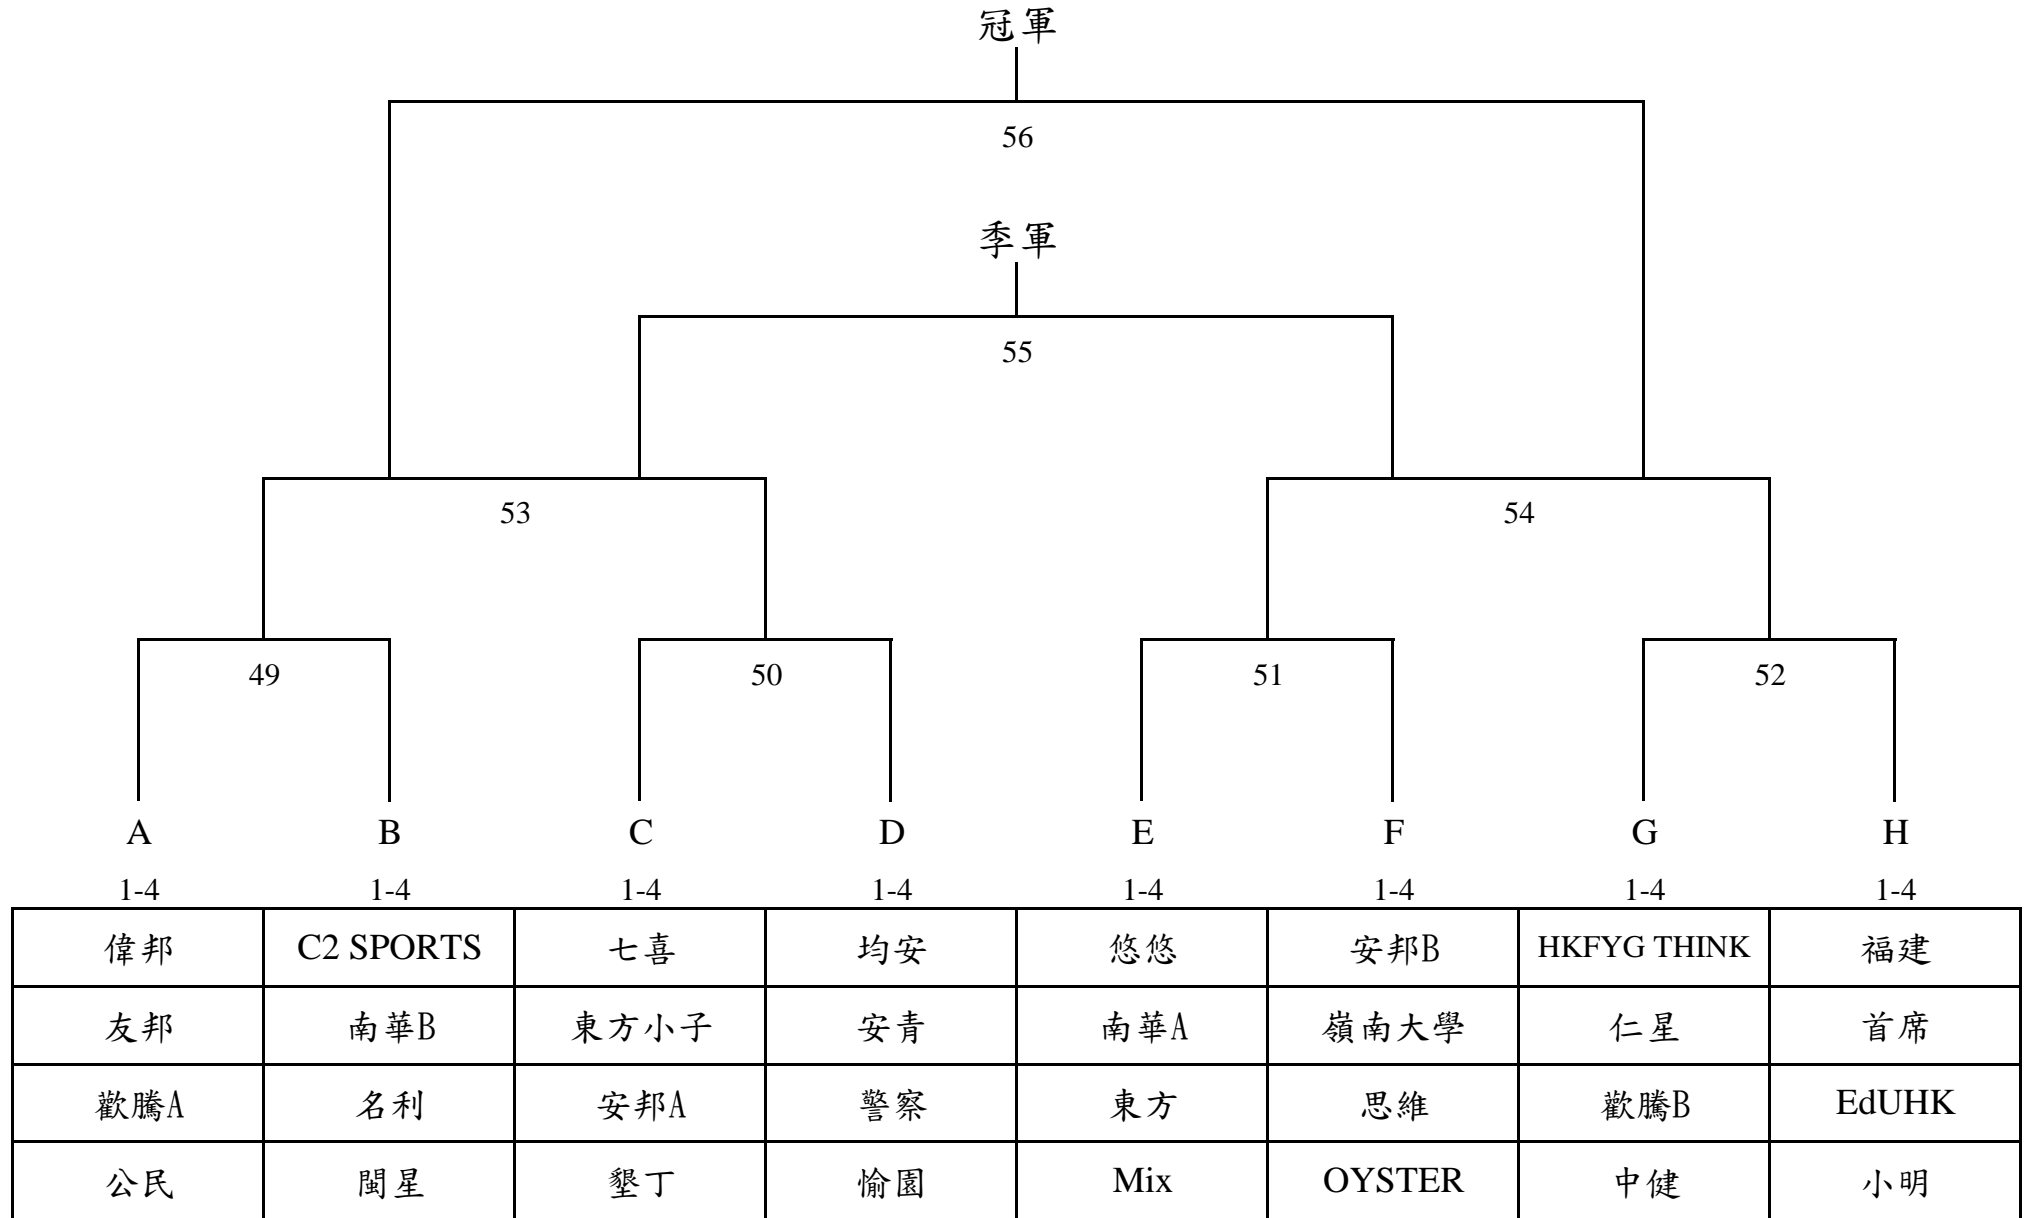 冠軍
56
季軍
55
53 54
49 50 51 52
A B C D E F G H
1-4 1-4 1-4 1-4 1-4 1-4 1-4 1-4
偉邦 C2 SPORTS 七喜 均安 悠悠 安邦B HKFYG THINK 福建
友邦 南華B 東方小子 安青 南華A 嶺南大學 仁星 首席
歡騰A 名利 安邦A 警察 東方 思維 歡騰B EdUHK
公民 閩星 墾丁 愉園 Mix OYSTER 中健 小明